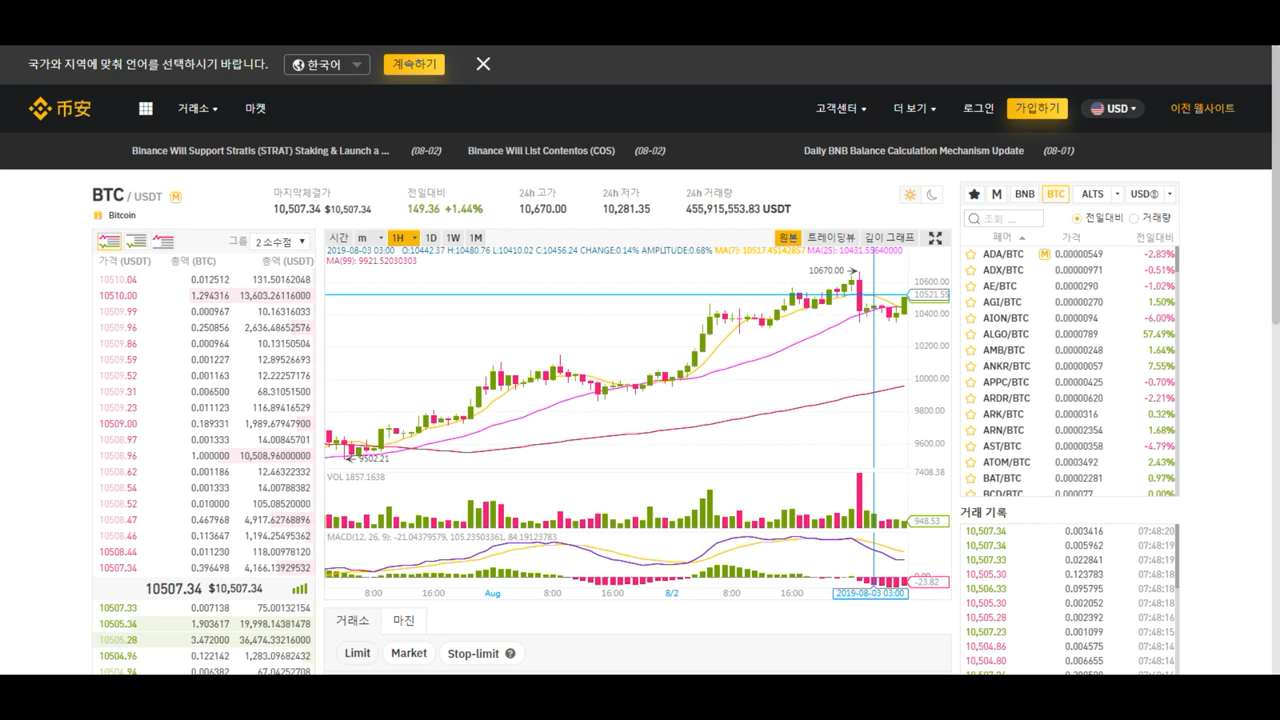 국가와 지역에 맞춰 언어를 선택하시기 바랍니다. 한국어 계속하기
币安 거래소 마켓 고객센터 더 보기 로그인 가입하기 USD 이전 웹사이트
Binance Will Support Stratis (STRAT) Staking & Launch a ... (08-02) Binance Will List Contentos (COS) (08-02) Daily BNB Balance Calculation Mechanism Update (08-01)
BTC / USDT M
Bitcoin
마지막체결가 전일대비 24h 고가 24h 저가 24h 거래량
10,507.34 $10,507.34 149.36 +1.44% 10,670.00 10,281.35 455,915,553.83 USDT
그룹 2 소수점
가격 (USDT) 총액 (BTC) 총액 (USDT)
10510.04 0.012512 131.50142048
10510.00 1.294316 13,603.26116000
10509.99 0.000967 10.16316033
10509.96 0.250856 2,636.48652576
10509.86 0.000964 10.13150504
10509.59 0.001227 12.89526693
10509.52 0.001163 12.22257176
10509.31 0.006490 68.31051500
10509.23 0.011123 116.89416529
10509.00 0.189331 1,989.67947900
10508.97 0.001333 14.00845701
10508.96 1.000000 10,508.96000000
10508.62 0.001186 12.46322332
10508.54 0.001333 14.00788382
10508.52 0.010000 105.08520000
10508.47 0.467968 4,917.62768896
10508.46 0.113647 1,194.25495362
10508.44 0.011230 118.00978120
10507.34 0.396498 4,166.13929532
10507.34 $10,507.34
10507.33 0.007138 75.00132154
10505.34 1.903617 19,998.14381478
10505.28 3.472000 36,474.33216000
10504.96 0.122142 1,283.09682432
10504.94 0.006382 67.04252708
시간 m 1H 1D 1W 1M 원본 트레이딩뷰 깊이 그래프
2019-08-03 03:00 O:10442.37 H:10480.76 L:10410.02 C:10456.24 CHANGE:0.14% AMPLITUDE:0.68% MA(7): 10517.45142857 MA(25): 10431.55640000
MA(99): 9921.52030303
10670.00
9502.21
10600.00
10521.55
10400.00
10200.00
10000.00
9800.00
9600.00
VOL 1857.1638
7408.38
948.53
MACD(12, 26, 9): -21.04379579, 105.23503361, 84.19123783
-23.82
8:00 16:00 Aug 8:00 16:00 8/2 8:00 16:00 2019-08-03 03:00
거래소 마진
Limit Market Stop-limit ?
M BNB BTC ALTS USDⓈ
조회 ... 전일대비 거래량
페어 가격 전일대비
ADA/BTC M 0.00000549 -2.83%
ADX/BTC 0.00000971 -0.51%
AE/BTC 0.0000290 -1.02%
AGI/BTC 0.00000270 1.50%
AION/BTC 0.0000094 -6.00%
ALGO/BTC 0.0000789 57.49%
AMB/BTC 0.00000248 1.64%
ANKR/BTC 0.00000057 7.55%
APPC/BTC 0.00000425 -0.70%
ARDR/BTC 0.00000620 -2.21%
ARK/BTC 0.0000316 0.32%
ARN/BTC 0.00002354 1.68%
AST/BTC 0.00000358 -4.79%
ATOM/BTC 0.0003492 2.43%
BAT/BTC 0.00002281 0.97%
BCD/BTC 0.000077 0.00%
거래 기록
10,507.34 0.003416 07:48:20
10,507.34 0.005962 07:48:19
10,507.33 0.022841 07:48:19
10,505.30 0.123783 07:48:18
10,506.33 0.095795 07:48:18
10,505.30 0.002052 07:48:18
10,505.28 0.002392 07:48:16
10,507.23 0.001099 07:48:15
10,504.86 0.004575 07:48:14
10,504.80 0.006655 07:48:14